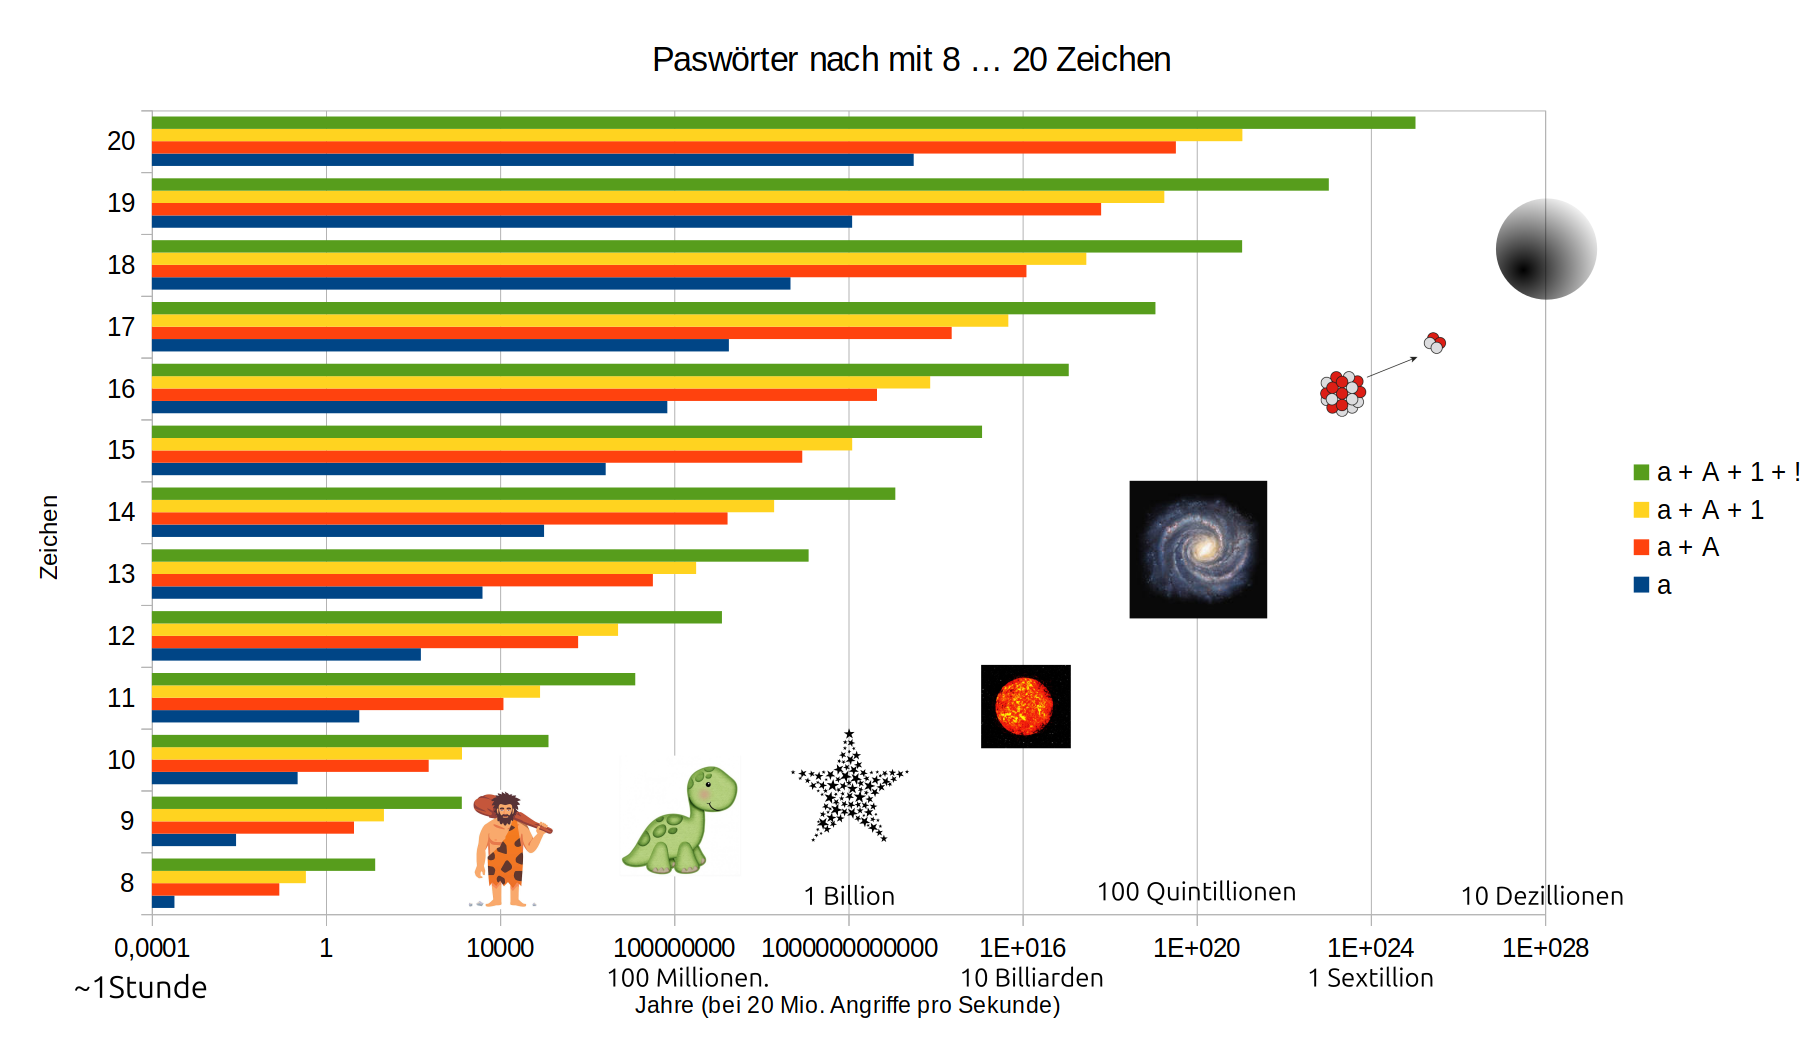 Paswörter nach mit 8 … 20 Zeichen
20
19
18
17
16
15
14
13
12
11
10
9
8
Zeichen
a + A + 1 + !
a + A + 1
a + A
a
1 Billion
100 Quintillionen
10 Dezillionen
0,0001
1
10000
100000000
1000000000000
1E+016
1E+020
1E+024
1E+028
~1Stunde
100 Millionen.
10 Billiarden
1 Sextillion
Jahre (bei 20 Mio. Angriffe pro Sekunde)